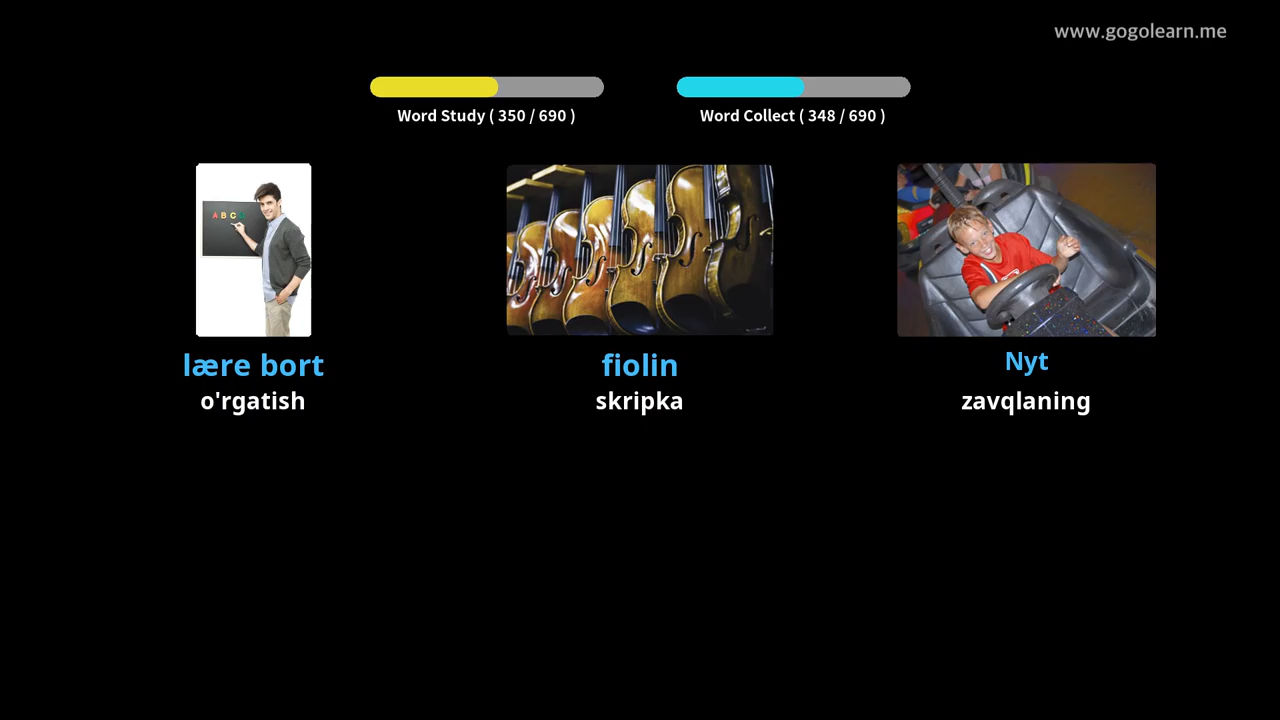 www.gogolearn.me
Word Study ( 350 / 690 )
Word Collect ( 348 / 690 )
A B C
lære bort
fiolin
Nyt
o'rgatish
skripka
zavqlaning